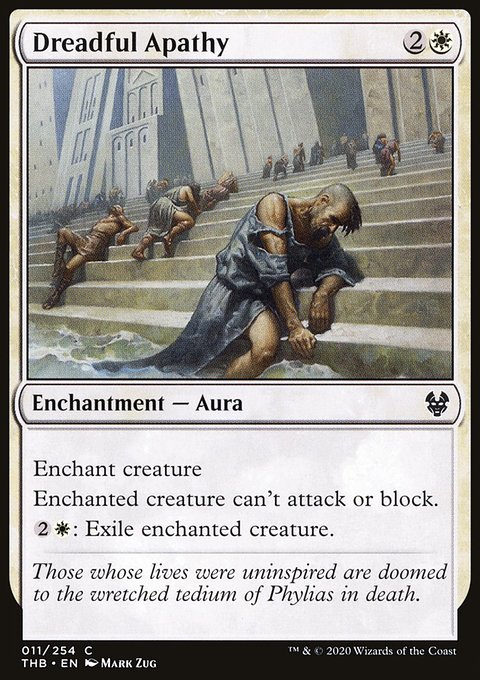 Dreadful Apathy 2
Enchantment — Aura
Enchant creature
Enchanted creature can't attack or block.
2 : Exile enchanted creature.
Those whose lives were uninspired are doomed
to the wretched tedium of Phylias in death.
011/254 C
THB • EN Mark Zug
™ & © 2020 Wizards of the Coast